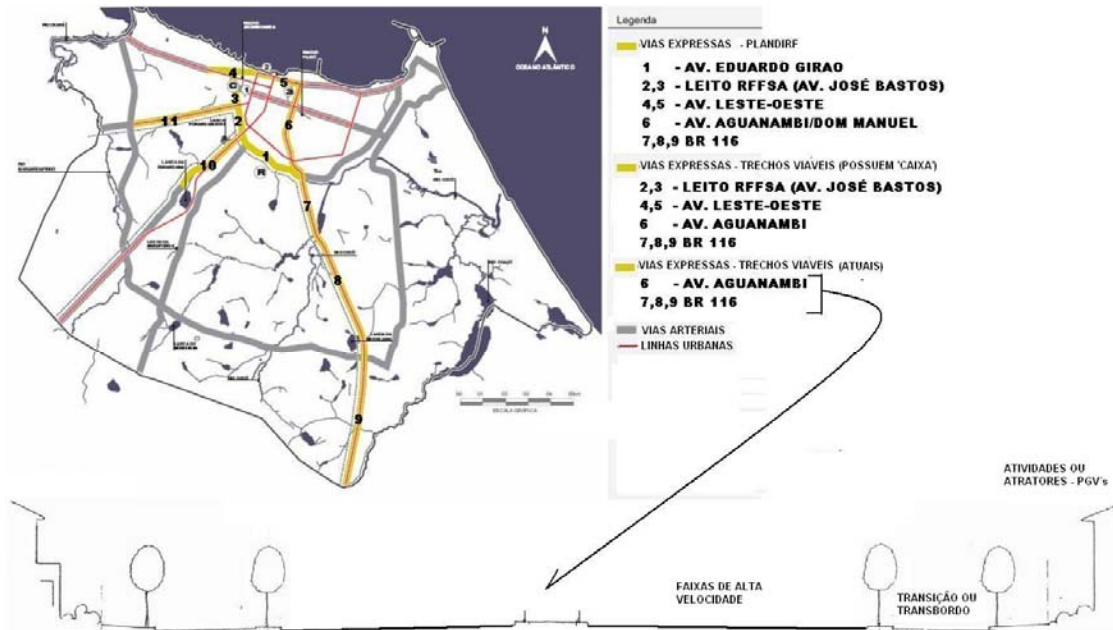 N
OCEANO ATLÂNTICO
4
5
C
1
2
3
3
11
2
6
10
1
R
7
8
9
ESCALA GRÁFICA
Legenda
VIAS EXPRESSAS - PLANDIRF
1 - AV. EDUARDO GIRAO
2,3 - LEITO RFFSA (AV. JOSÉ BASTOS)
4,5 - AV. LESTE-OESTE
6 - AV. AGUANAMBI/DOM MANUEL
7,8,9 BR 116
VIAS EXPRESSAS - TRECHOS VIAVEIS (POSSUEM 'CAIXA')
2,3 - LEITO RFFSA (AV. JOSÉ BASTOS)
4,5 - AV. LESTE-OESTE
6 - AV. AGUANAMBI
7,8,9 BR 116
VIAS EXPRESSAS - TRECHOS VIAVEIS (ATUAIS)
6 - AV. AGUANAMBI
7,8,9 BR 116
VIAS ARTERIAIS
LINHAS URBANAS
ATIVIDADES OU
ATRATORES - PGV's
FAIXAS DE ALTA
VELOCIDADE
TRANSIÇÃO OU
TRANSBORDO